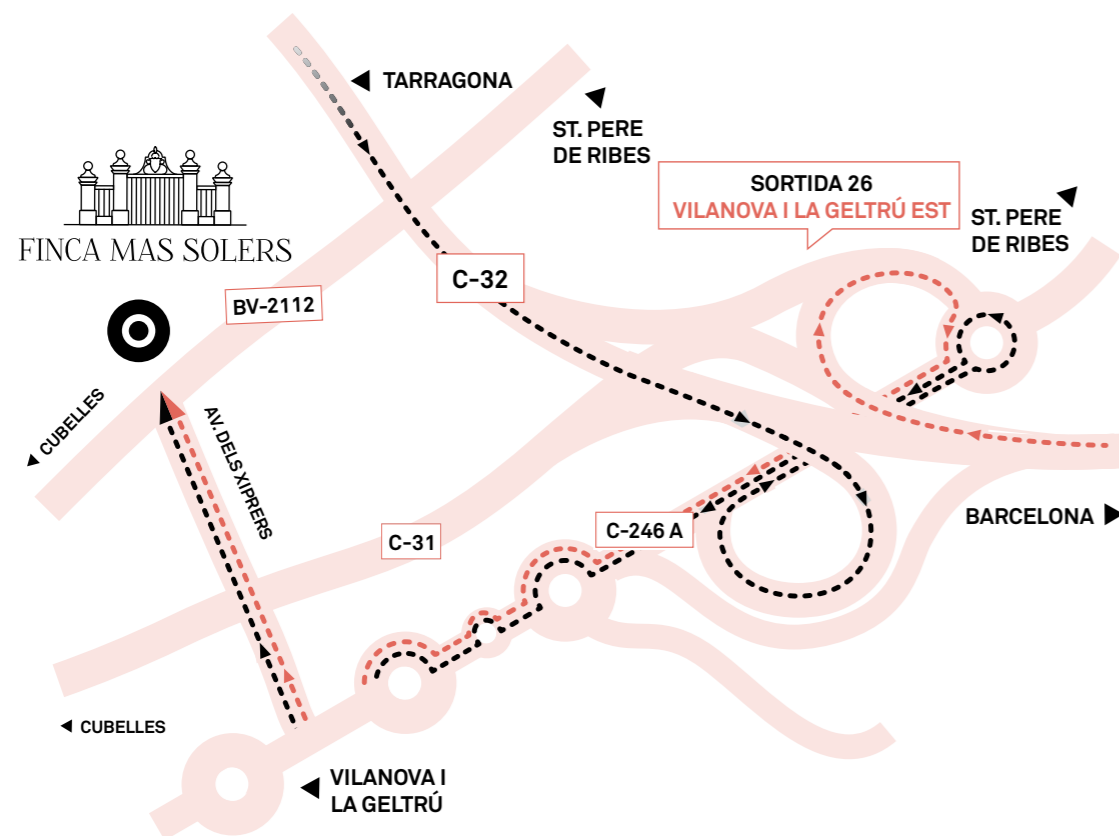 TARRAGONA
ST. PERE
DE RIBES
SORTIDA 26
VILANOVA I LA GELTRÚ EST
ST. PERE
DE RIBES
FINCA MAS SOLERS
C-32
BV-2112
CUBELLES
AV. DELS XIPRERS
C-31
C-246 A
BARCELONA
CUBELLES
VILANOVA I
LA GELTRÚ